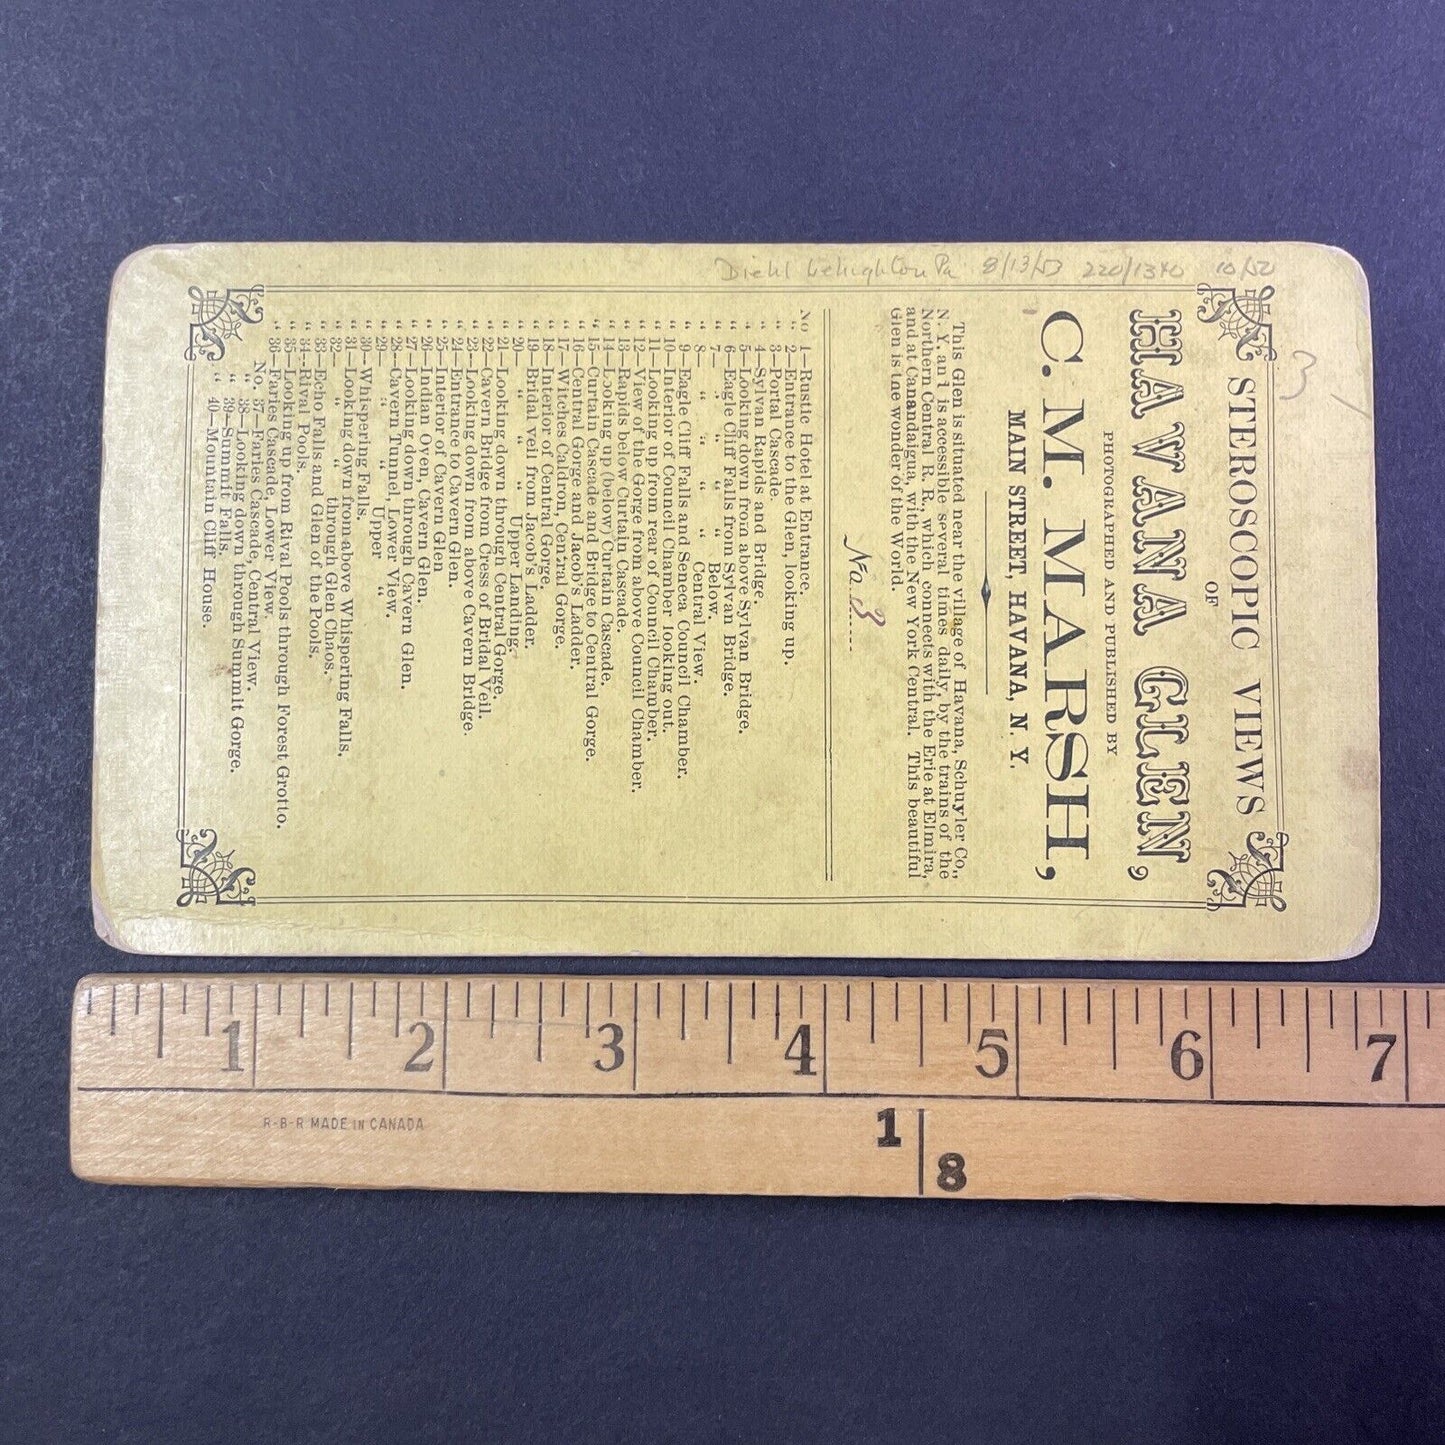 Diehl Lehighton Pa 8/13/53 220/1340 10/50
3
STEROSCOPIC VIEWS
OF
HAVANA GLEN,
PHOTOGRAPHED AND PUBLISHED BY
C. M. MARSH,
MAIN STREET, HAVANA, N. Y.
This Glen is situated near the village of Havana, Schuyler Co.,
N. Y. and is accessible several times daily, by the trains of the
Northern Central R. R., which connects with the Erie at Elmira,
and at Canandaigua, with the New York Central. This beautiful
Glen is the wonder of the World.
No. 3
No 1—Rustic Hotel at Entrance.
" 2—Entrance to the Glen, looking up.
" 3—Portal Cascade.
" 4—Sylvan Rapids and Bridge.
" 5—Looking down from above Sylvan Bridge.
" 6—Eagle Cliff Falls from Sylvan Bridge.
" 7— " " " Below.
" 8— " " " Central View.
" 9—Eagle Cliff Falls and Seneca Council Chamber.
" 10—Interior of Council Chamber looking out.
" 11—Looking up from rear of Council Chamber.
" 12—View of the Gorge from above Council Chamber.
" 13—Rapids below Curtain Cascade.
" 14—Looking up (below) Curtain Cascade.
" 15—Curtain Cascade and Bridge to Central Gorge.
" 16—Central Gorge and Jacob's Ladder.
" 17—Witches Caldron, Central Gorge.
" 18—Interior of Central Gorge.
" 19—Bridal Veil from Jacob's Ladder.
" 20— " " " Upper Landing.
" 21—Looking down through Central Gorge.
" 22—Cavern Bridge from Cress of Bridal Veil.
" 23—Looking down from above Cavern Bridge.
" 24—Entrance to Cavern Glen.
" 25—Interior of Cavern Glen
" 26—Indian Oven, Cavern Glen.
" 27—Looking down through Cavern Glen.
" 28—Cavern Tunnel, Lower View.
" 29— " " Upper "
" 30—Whispering Falls.
" 31—Looking down from above Whispering Falls.
" 32— " " through Glen Chaos.
" 33—Echo Falls and Glen of the Pools.
" 34—Rival Pools.
" 35—Looking up from Rival Pools through Forest Grotto.
" 36—Faries Cascade, Lower View.
No. 37—Faries Cascade, Central View.
" 38—Looking down through Summit Gorge.
" 39—Summit Falls.
" 40—Mountain Cliff House.
1 2 3 4 5 6 7
R-B-R MADE IN CANADA
1
8